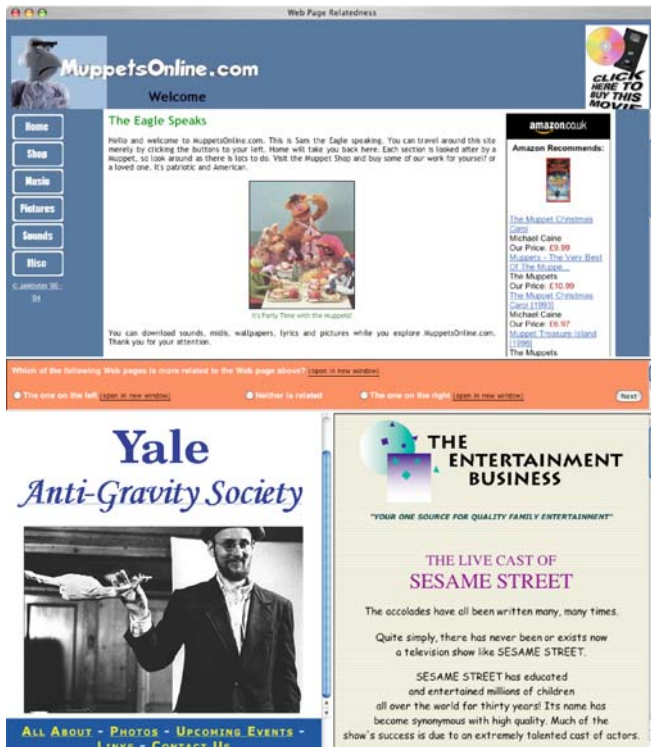 Web Page Relatedness
MuppetsOnline.com
Welcome
CLICK
HERE TO
BUY THIS
MOVIE
Home
Shop
Music
Pictures
Sounds
Misc
The Eagle Speaks
Hello and welcome to MuppetsOnline.com. This is Sam the Eagle speaking. You can travel around this site
merely by clicking the buttons to your left. Home will take you back here. Each section is looked after by a
Muppet, so look around as there is lots to do. Visit the Muppet Shop and buy some of our work for yourself or
a loved one. It's patriotic and American.
It's Party Time with the Muppets!
You can download sounds, midis, wallpapers, lyrics and pictures while you explore MuppetsOnline.com.
Thank you for your attention.
amazon.co.uk
Amazon Recommends:
The Muppet Christmas
Carol
Michael Caine
Our Price: £9.99
Muppets - The Very Best
Of The Muppe...
The Muppets
Our Price: £10.99
The Muppet Christmas
Carol [1993]
Michael Caine
Our Price: £6.97
Muppet Treasure Island
[1996]
The Muppets
Which of the following Web pages is more related to the Web page above? (open in new window)
The one on the left (open in new window)
Neither is related
The one on the right (open in new window)
Next
Yale
Anti-Gravity Society
ALL ABOUT - PHOTOS - UPCOMING EVENTS -
LINKS - CONTACT US
THE
ENTERTAINMENT
BUSINESS
"YOUR ONE SOURCE FOR QUALITY FAMILY ENTERTAINMENT"
THE LIVE CAST OF
SESAME STREET
The accolades have all been written many, many times.
Quite simply, there has never been or exists now
a television show like SESAME STREET.
SESAME STREET has educated
and entertained millions of children
all over the world for thirty years! Its name has
become synonymous with high quality. Much of the
show's success is due to an extremely talented cast of actors.